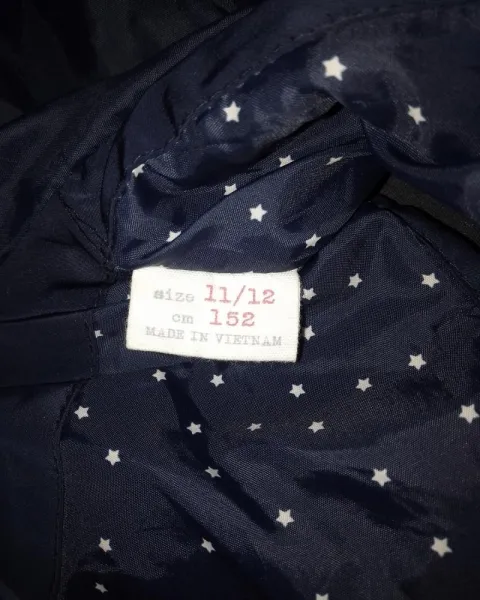 size 11/12
cm 152
MADE IN VIETNAM